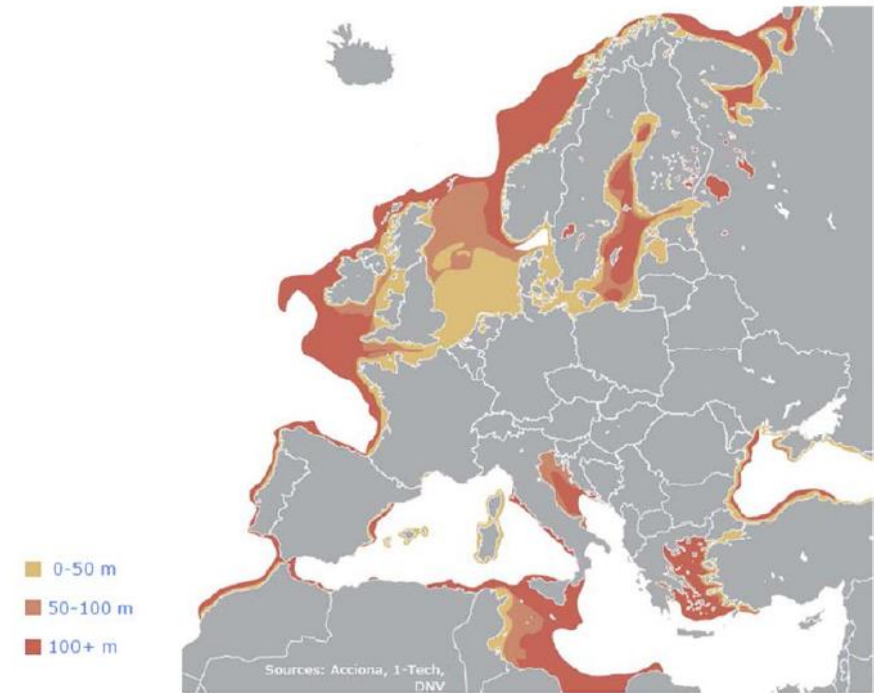 0-50 m
50-100 m
100+ m
Sources: Acciona, 1-Tech,
DNV